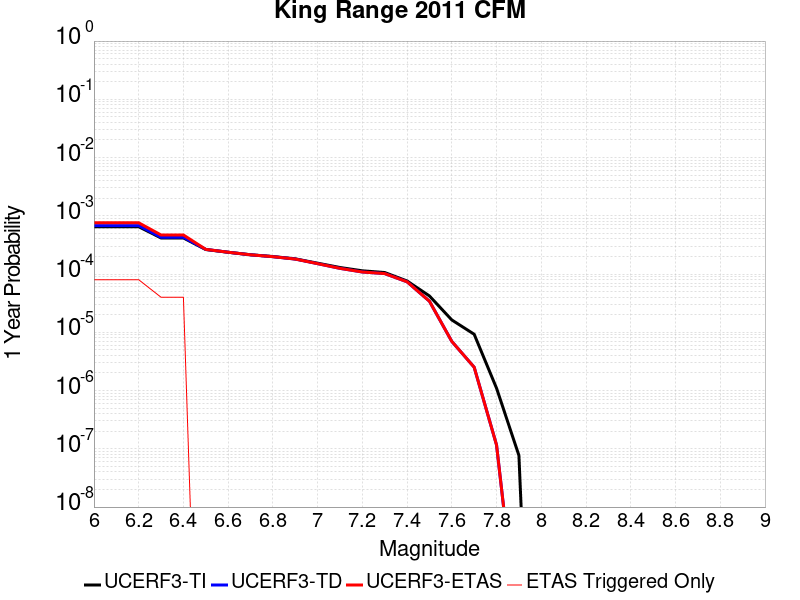 King Range 2011 CFM
10^0
10^-1
10^-2
10^-3
10^-4
10^-5
10^-6
10^-7
10^-8
1 Year Probability
6 6.2 6.4 6.6 6.8 7 7.2 7.4 7.6 7.8 8 8.2 8.4 8.6 8.8 9
Magnitude
UCERF3-TI UCERF3-TD UCERF3-ETAS ETAS Triggered Only